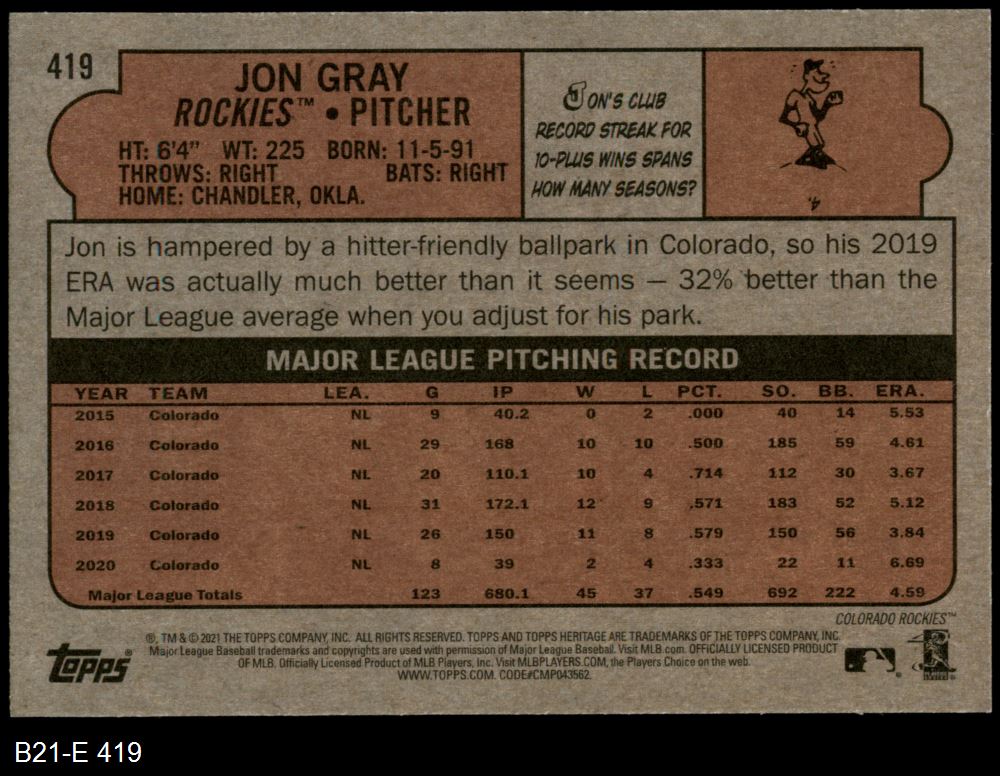 419
JON GRAY
ROCKIES™ • PITCHER
HT: 6'4" WT: 225 BORN: 11-5-91
THROWS: RIGHT BATS: RIGHT
HOME: CHANDLER, OKLA.
JON'S CLUB
RECORD STREAK FOR
10-PLUS WINS SPANS
HOW MANY SEASONS?
4.
Jon is hampered by a hitter-friendly ballpark in Colorado, so his 2019
ERA was actually much better than it seems — 32% better than the
Major League average when you adjust for his park.
MAJOR LEAGUE PITCHING RECORD
YEAR TEAM LEA. G IP W L PCT. SO. BB. ERA.
2015 Colorado NL 9 40.2 0 2 .000 40 14 5.53
2016 Colorado NL 29 168 10 10 .500 185 59 4.61
2017 Colorado NL 20 110.1 10 4 .714 112 30 3.67
2018 Colorado NL 31 172.1 12 9 .571 183 52 5.12
2019 Colorado NL 26 150 11 8 .579 150 56 3.84
2020 Colorado NL 8 39 2 4 .333 22 11 6.69
Major League Totals 123 680.1 45 37 .549 692 222 4.59
COLORADO ROCKIES™
topps®
®, TM & © 2021 THE TOPPS COMPANY, INC. ALL RIGHTS RESERVED. TOPPS AND TOPPS HERITAGE ARE TRADEMARKS OF THE TOPPS COMPANY, INC.
Major League Baseball trademarks and copyrights are used with permission of Major League Baseball. Visit MLB.com. OFFICIALLY LICENSED PRODUCT
OF MLB. Officially Licensed Product of MLB Players, Inc. Visit MLBPLAYERS.COM, the Players Choice on the web.
WWW.TOPPS.COM. CODE#CMP043562
B21-E 419